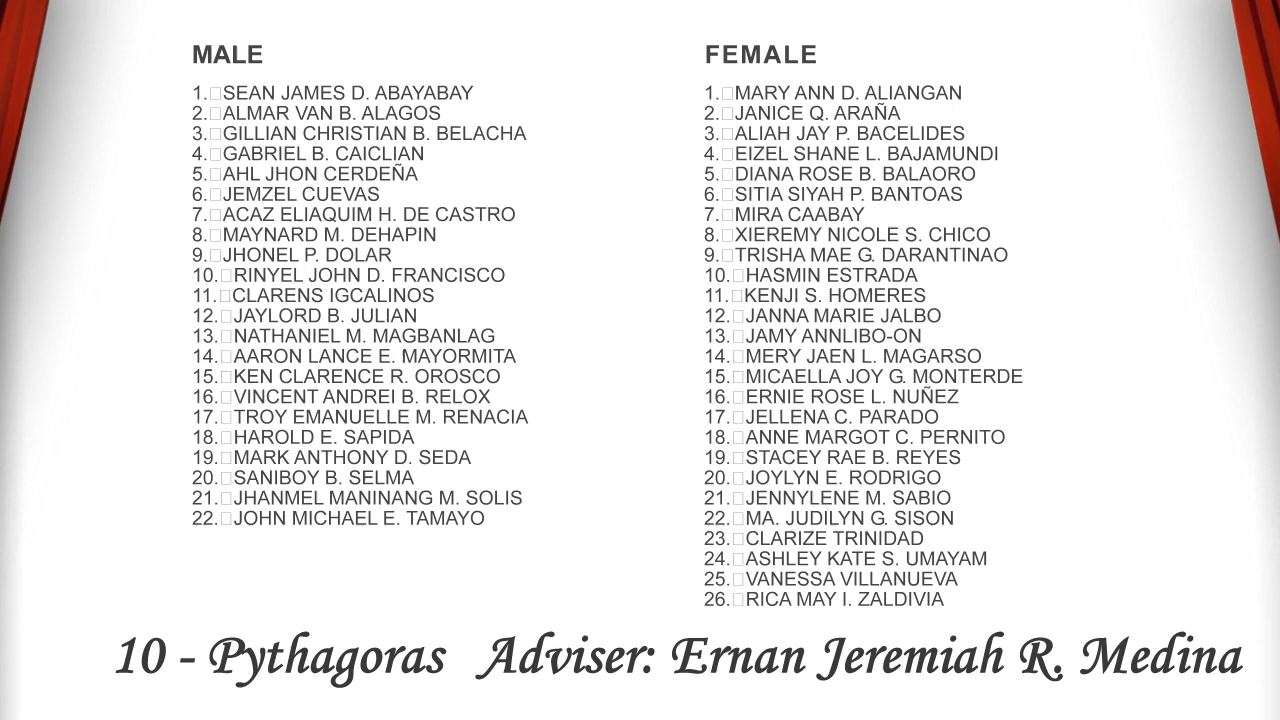 MALE
1. SEAN JAMES D. ABAYABAY
2. ALMAR VAN B. ALAGOS
3. GILLIAN CHRISTIAN B. BELACHA
4. GABRIEL B. CAICLIAN
5. AHL JHON CERDEÑA
6. JEMZEL CUEVAS
7. ACAZ ELIAQUIM H. DE CASTRO
8. MAYNARD M. DEHAPIN
9. JHONEL P. DOLAR
10. RINYEL JOHN D. FRANCISCO
11. CLARENS IGCALINOS
12. JAYLORD B. JULIAN
13. NATHANIEL M. MAGBANLAG
14. AARON LANCE E. MAYORMITA
15. KEN CLARENCE R. OROSCO
16. VINCENT ANDREI B. RELOX
17. TROY EMANUELLE M. RENACIA
18. HAROLD E. SAPIDA
19. MARK ANTHONY D. SEDA
20. SANIBOY B. SELMA
21. JHANMEL MANINANG M. SOLIS
22. JOHN MICHAEL E. TAMAYO
FEMALE
1. MARY ANN D. ALIANGAN
2. JANICE Q. ARAÑA
3. ALIAH JAY P. BACELIDES
4. EIZEL SHANE L. BAJAMUNDI
5. DIANA ROSE B. BALAORO
6. SITIA SIYAH P. BANTOAS
7. MIRA CAABAY
8. XIEREMY NICOLE S. CHICO
9. TRISHA MAE G. DARANTINAO
10. HASMIN ESTRADA
11. KENJI S. HOMERES
12. JANNA MARIE JALBO
13. JAMY ANNLIBO-ON
14. MERY JAEN L. MAGARSO
15. MICAELLA JOY G. MONTERDE
16. ERNIE ROSE L. NUÑEZ
17. JELLENA C. PARADO
18. ANNE MARGOT C. PERNITO
19. STACEY RAE B. REYES
20. JOYLYN E. RODRIGO
21. JENNYLENE M. SABIO
22. MA. JUDILYN G. SISON
23. CLARIZE TRINIDAD
24. ASHLEY KATE S. UMAYAM
25. VANESSA VILLANUEVA
26. RICA MAY I. ZALDIVIA
10 - Pythagoras Adviser: Ernan Jeremiah R. Medina